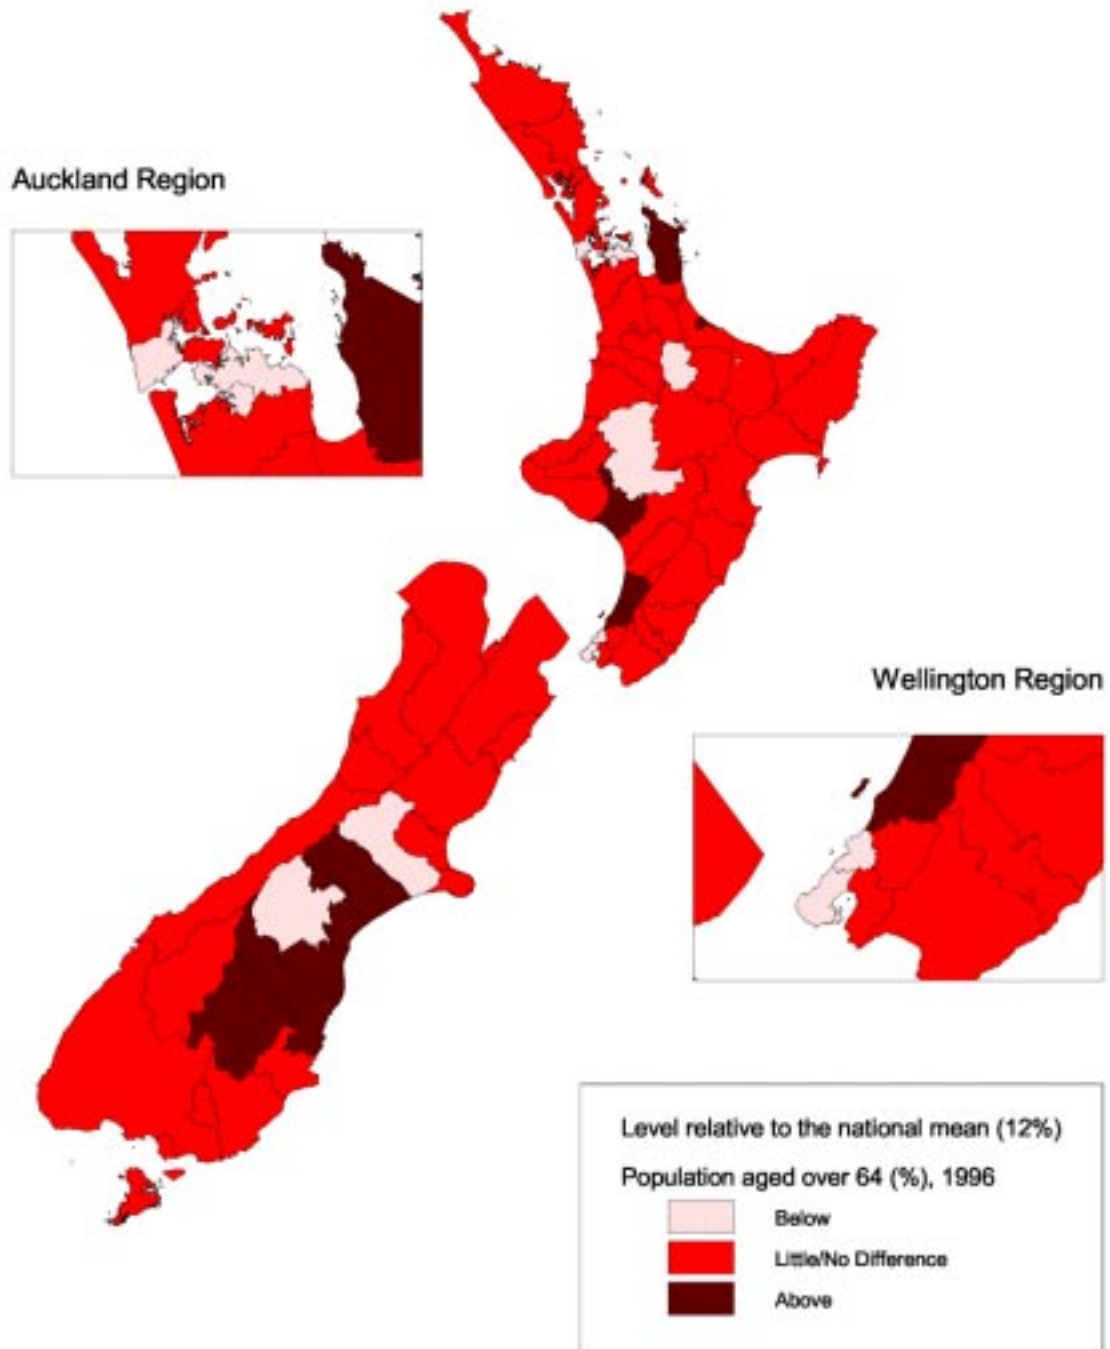 Auckland Region
Wellington Region
Level relative to the national mean (12%)
Population aged over 64 (%), 1996
Below
Little/No Difference
Above